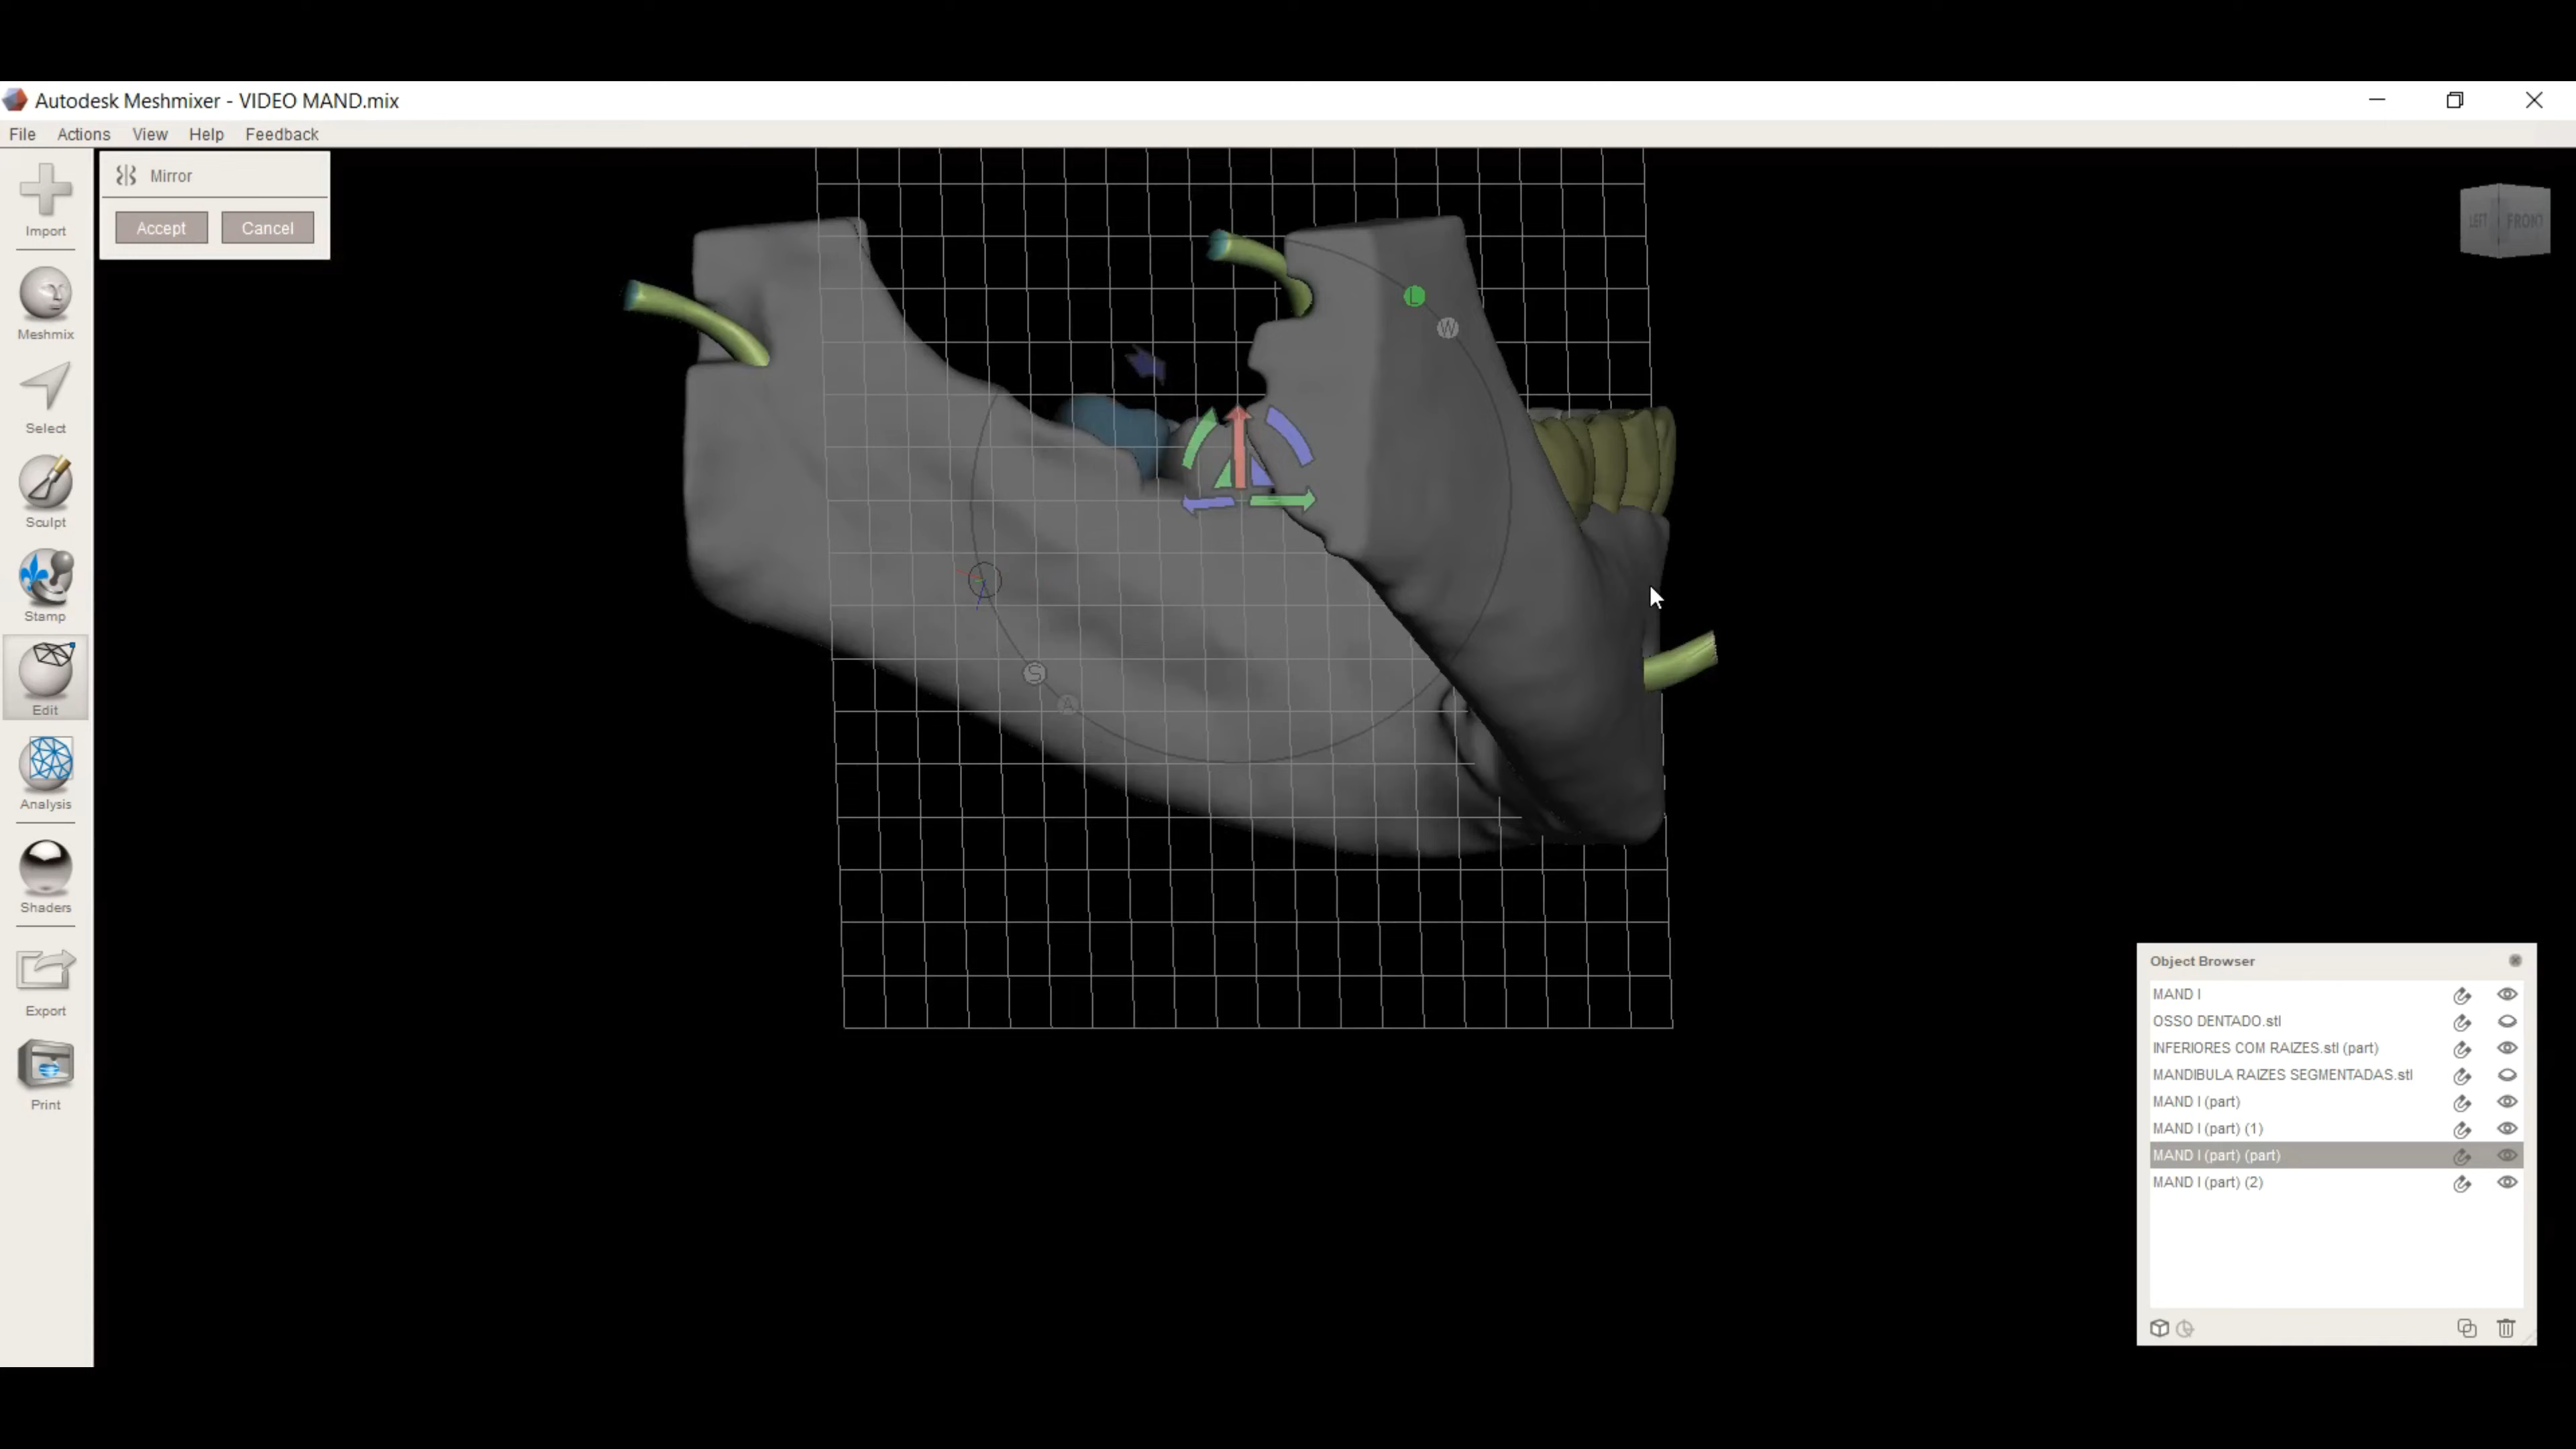 Autodesk Meshmixer - VIDEO MAND.mix
File Actions View Help Feedback
Mirror
Accept Cancel
Import
Meshmix
Select
Sculpt
Stamp
Edit
Analysis
Shaders
Export
Print
LEFT FRONT
L
W
S
A
Object Browser
MAND I
OSSO DENTADO.stl
INFERIORES COM RAIZES.stl (part)
MANDIBULA RAIZES SEGMENTADAS.stl
MAND I (part)
MAND I (part) (1)
MAND I (part) (part)
MAND I (part) (2)